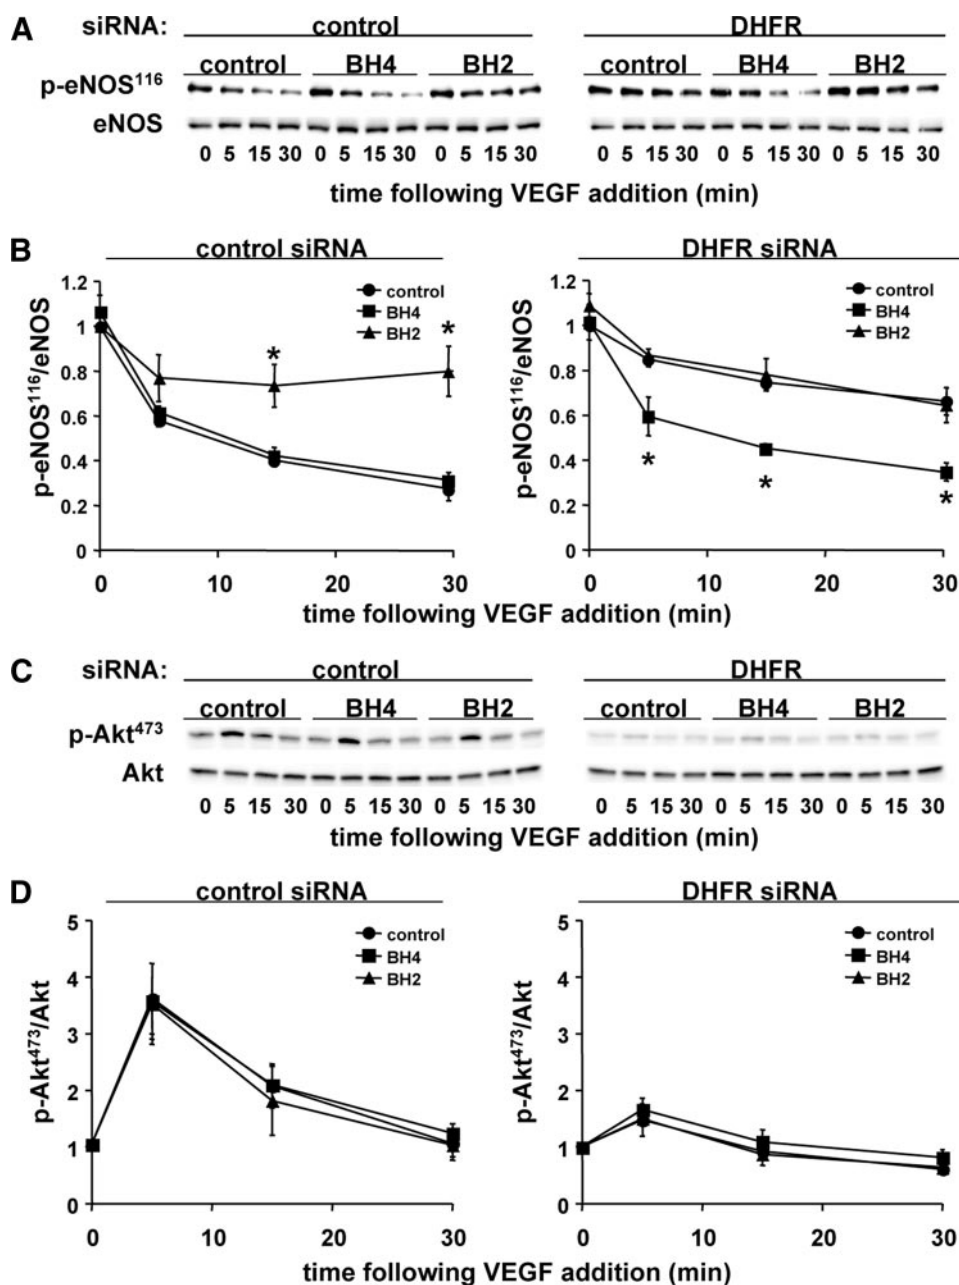 A
siRNA: control DHFR
control BH4 BH2 control BH4 BH2
p-eNOS¹¹⁶
eNOS
0 5 15 30 0 5 15 30 0 5 15 30 0 5 15 30 0 5 15 30 0 5 15 30
time following VEGF addition (min)
B
control siRNA DHFR siRNA
p-eNOS¹¹⁶/eNOS
1.2
1
0.8
0.6
0.4
0.2
0
control
BH4
BH2
* *
0 10 20 30
p-eNOS¹¹⁶/eNOS
1.2
1
0.8
0.6
0.4
0.2
0
control
BH4
BH2
* * *
0 10 20 30
time following VEGF addition (min)
C
siRNA: control DHFR
control BH4 BH2 control BH4 BH2
p-Akt⁴⁷³
Akt
0 5 15 30 0 5 15 30 0 5 15 30 0 5 15 30 0 5 15 30 0 5 15 30
time following VEGF addition (min)
D
control siRNA DHFR siRNA
p-Akt⁴⁷³/Akt
5
4
3
2
1
0
control
BH4
BH2
0 10 20 30
p-Akt⁴⁷³/Akt
5
4
3
2
1
0
control
BH4
BH2
0 10 20 30
time following VEGF addition (min)